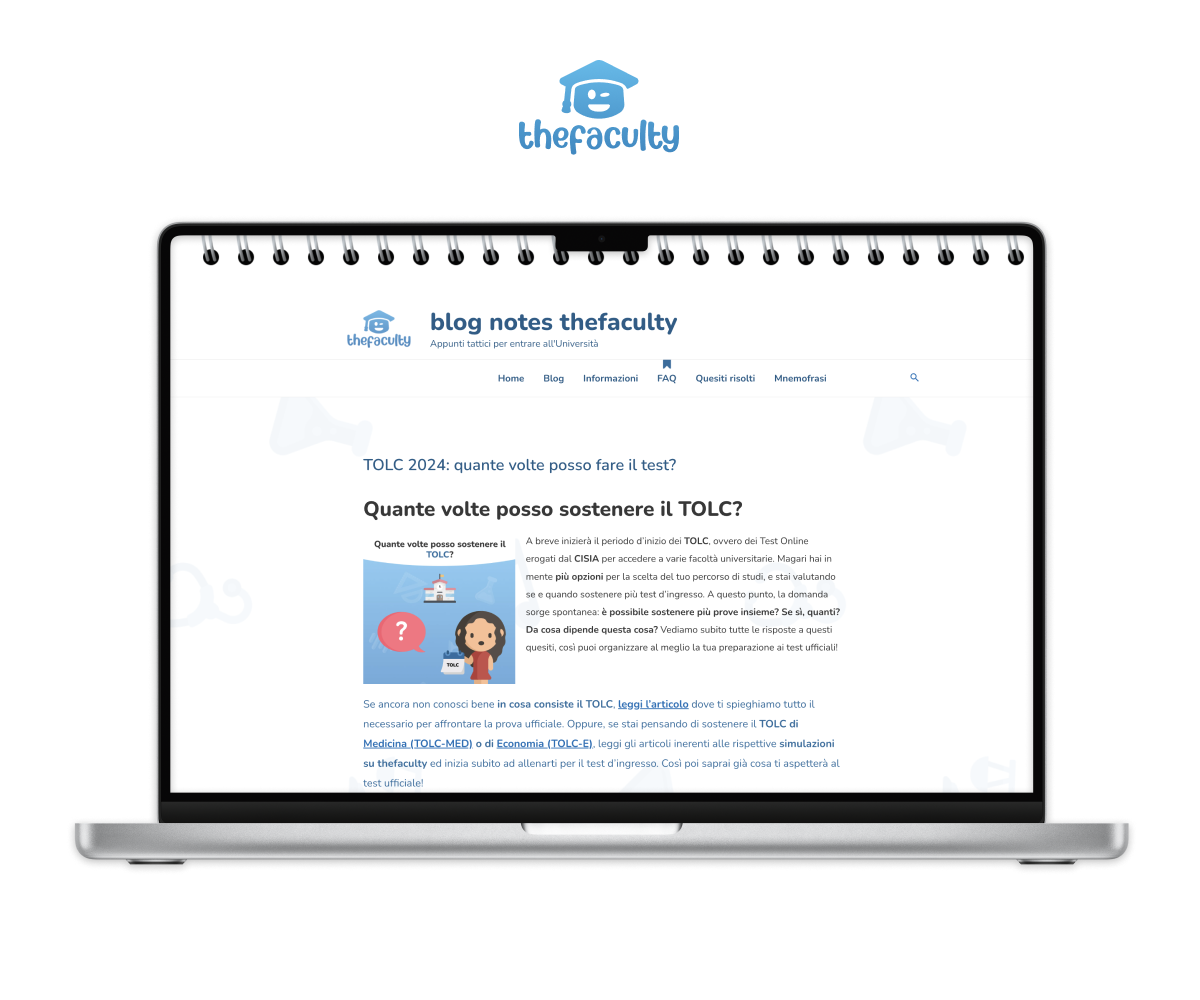 thefaculty
thefaculty
blog notes thefaculty
Appunti tattici per entrare all'Università
Home Blog Informazioni FAQ Quesiti risolti Mnemofrasi
TOLC 2024: quante volte posso fare il test?
Quante volte posso sostenere il TOLC?
Quante volte posso sostenere il
TOLC?
?
TOLC
A breve inizierà il periodo d'inizio dei TOLC, ovvero dei Test Online
erogati dal CISIA per accedere a varie facoltà universitarie. Magari hai in
mente più opzioni per la scelta del tuo percorso di studi, e stai valutando
se e quando sostenere più test d'ingresso. A questo punto, la domanda
sorge spontanea: è possibile sostenere più prove insieme? Se sì, quanti?
Da cosa dipende questa cosa? Vediamo subito tutte le risposte a questi
quesiti, così puoi organizzare al meglio la tua preparazione ai test ufficiali!
Se ancora non conosci bene in cosa consiste il TOLC, leggi l'articolo dove ti spieghiamo tutto il
necessario per affrontare la prova ufficiale. Oppure, se stai pensando di sostenere il TOLC di
Medicina (TOLC-MED) o di Economia (TOLC-E), leggi gli articoli inerenti alle rispettive simulazioni
su thefaculty ed inizia subito ad allenarti per il test d'ingresso. Così poi saprai già cosa ti aspetterà al
test ufficiale!